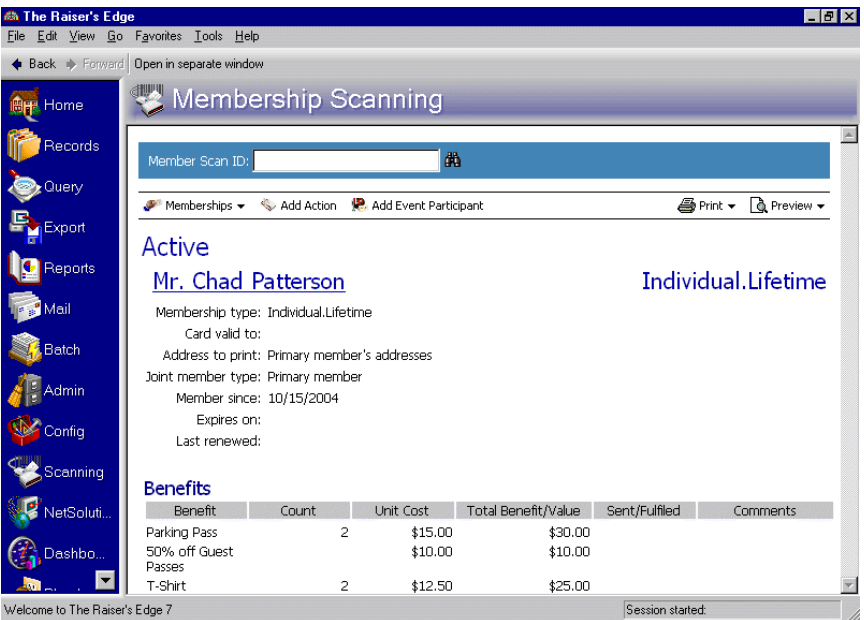 The Raiser's Edge
File Edit View Go Favorites Tools Help
Back Forward Open in separate window
Home
Records
Query
Export
Reports
Mail
Batch
Admin
Config
Scanning
NetSoluti...
Dashbo...
Membership Scanning
Member Scan ID:
Memberships Add Action Add Event Participant Print Preview
Active
Mr. Chad Patterson Individual.Lifetime
Membership type: Individual.Lifetime
Card valid to:
Address to print: Primary member's addresses
Joint member type: Primary member
Member since: 10/15/2004
Expires on:
Last renewed:
Benefits
Benefit Count Unit Cost Total Benefit/Value Sent/Fulfilled Comments
Parking Pass 2 $15.00 $30.00
50% off Guest $10.00 $10.00
Passes
T-Shirt 2 $12.50 $25.00
Welcome to The Raiser's Edge 7 Session started: